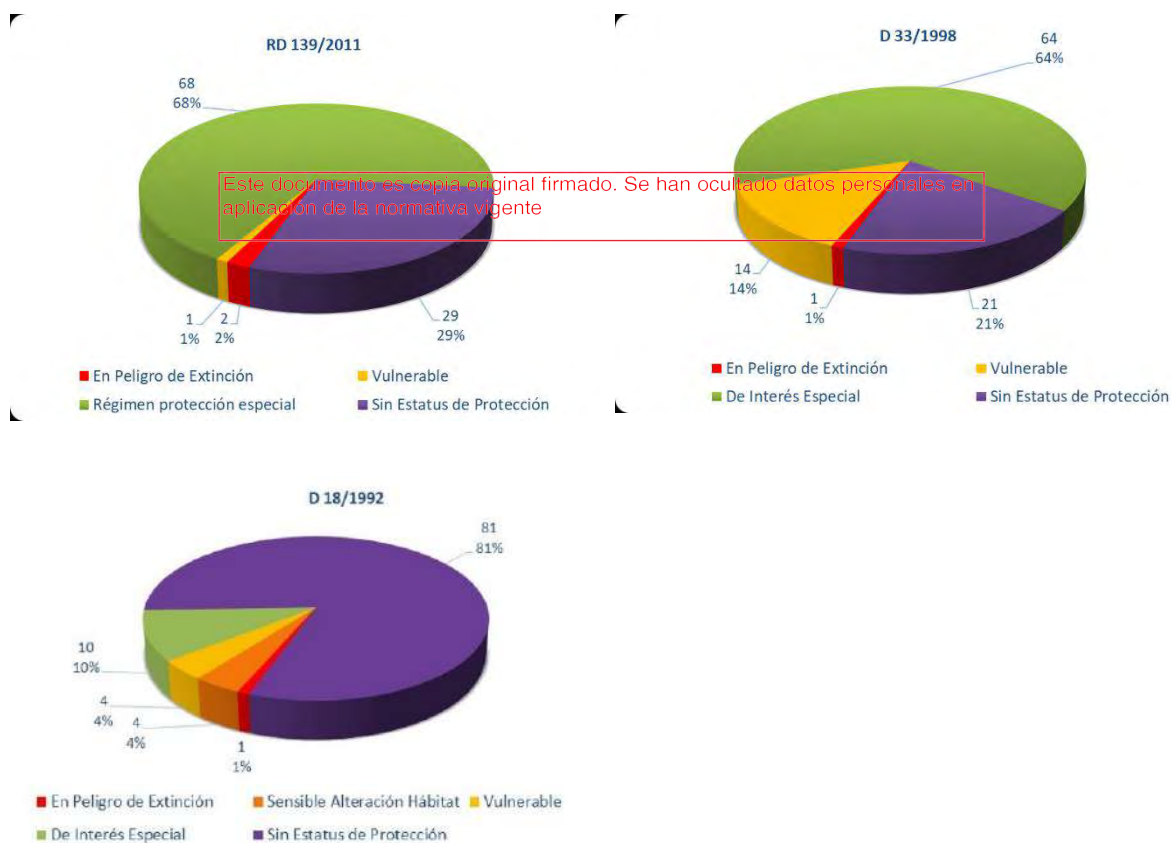 RD 139/2011
68
68%
1
1%
2
2%
29
29%
En Peligro de Extinción
Vulnerable
Régimen protección especial
Sin Estatus de Protección
D 33/1998
64
64%
14
14%
1
1%
21
21%
En Peligro de Extinción
Vulnerable
De Interés Especial
Sin Estatus de Protección
Este documento es copia original firmado. Se han ocultado datos personales en
aplicación de la normativa vigente
D 18/1992
81
81%
10
10%
4
4%
4
4%
1
1%
En Peligro de Extinción
Sensible Alteración Hábitat
Vulnerable
De Interés Especial
Sin Estatus de Protección